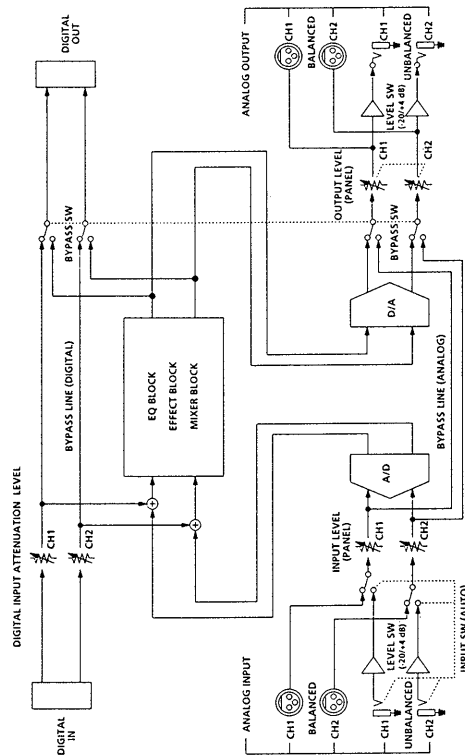 DIGITAL
IN
DIGITAL INPUT ATTENUATION LEVEL
CH1
CH2
BYPASS LINE (DIGITAL)
EQ BLOCK
EFFECT BLOCK
MIXER BLOCK
BYPASS SW
DIGITAL
OUT
ANALOG INPUT
CH1
BALANCED
CH2
LEVEL SW
(-20/+4 dB)
CH1
UNBALANCED
CH2
INPUT SW (AUTO)
INPUT LEVEL
(PANEL)
CH1
CH2
A/D
BYPASS LINE (ANALOG)
D/A
BYPASS SW
OUTPUT LEVEL
(PANEL)
CH1
CH2
LEVEL SW
(-20/+4 dB)
ANALOG OUTPUT
CH1
BALANCED
CH2
CH1
UNBALANCED
CH2